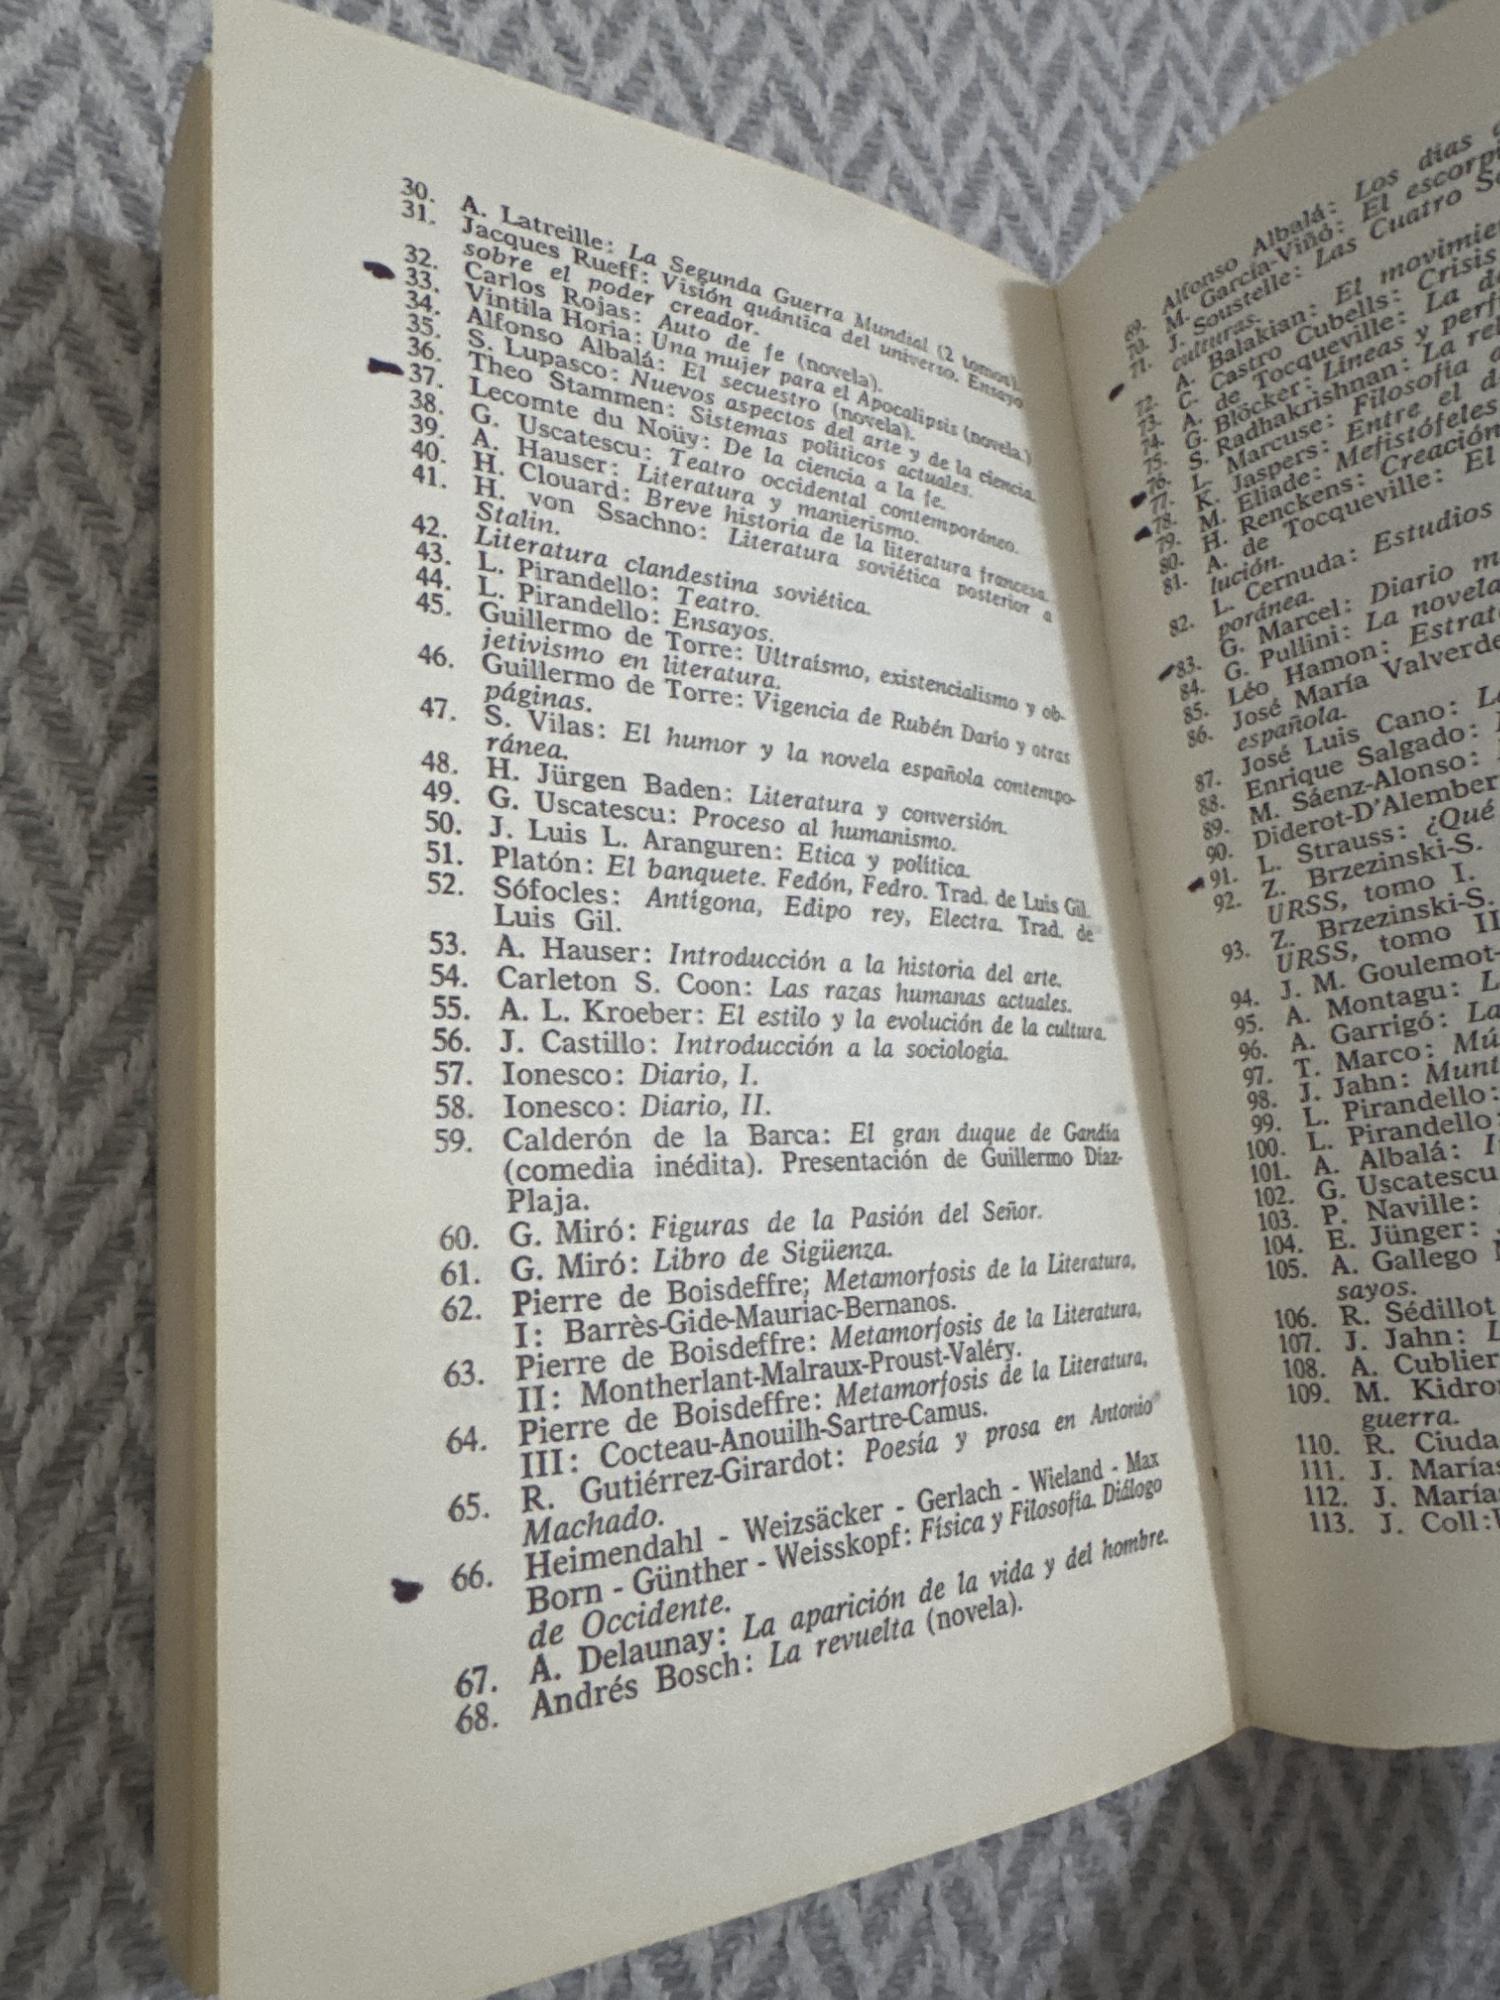 30. A. Latreille: La Segunda Guerra Mundial (2 tomos).
31. Jacques Rueff: Visión quántica del universo. Ensayo
sobre el poder creador.
32. Carlos Rojas: Auto de fe (novela).
33. Vintila Horia: Una mujer para el Apocalipsis (novela.)
34. Alfonso Albalá: El secuestro (novela).
35. S. Lupasco: Nuevos aspectos del arte y de la ciencia.
36. Theo Stammen: Sistemas políticos actuales.
37. Lecomte du Noüy: De la ciencia a la fe.
38. G. Uscatescu: Teatro occidental contemporáneo.
39. A. Hauser: Literatura y manierismo.
40. H. Clouard: Breve historia de la literatura francesa.
41. H. von Ssachno: Literatura soviética posterior a
Stalin.
42. Literatura clandestina soviética.
43. L. Pirandello: Teatro.
44. L. Pirandello: Ensayos.
45. Guillermo de Torre: Ultraísmo, existencialismo y ob-
jetivismo en literatura.
46. Guillermo de Torre: Vigencia de Rubén Darío y otras
páginas.
47. S. Vilas: El humor y la novela española contempo-
ránea.
48. H. Jürgen Baden: Literatura y conversión.
49. G. Uscatescu: Proceso al humanismo.
50. J. Luis L. Aranguren: Etica y política.
51. Platón: El banquete. Fedón, Fedro. Trad. de Luis Gil.
52. Sófocles: Antígona, Edipo rey, Electra. Trad. de
Luis Gil.
53. A. Hauser: Introducción a la historia del arte.
54. Carleton S. Coon: Las razas humanas actuales.
55. A. L. Kroeber: El estilo y la evolución de la cultura.
56. J. Castillo: Introducción a la sociología.
57. Ionesco: Diario, I.
58. Ionesco: Diario, II.
59. Calderón de la Barca: El gran duque de Gandía
(comedia inédita). Presentación de Guillermo Díaz-
Plaja.
60. G. Miró: Figuras de la Pasión del Señor.
61. G. Miró: Libro de Sigüenza.
62. Pierre de Boisdeffre; Metamorfosis de la Literatura,
I: Barrès-Gide-Mauriac-Bernanos.
63. Pierre de Boisdeffre: Metamorfosis de la Literatura,
II: Montherlant-Malraux-Proust-Valéry.
64. Pierre de Boisdeffre: Metamorfosis de la Literatura,
III: Cocteau-Anouilh-Sartre-Camus.
65. R. Gutiérrez-Girardot: Poesía y prosa en Antonio
Machado.
66. Heimendahl - Weizsäcker - Gerlach - Wieland - Max
Born - Günther - Weisskopf: Física y Filosofía. Diálogo
de Occidente.
67. A. Delaunay: La aparición de la vida y del hombre.
68. Andrés Bosch: La revuelta (novela).
69. Alfonso Albalá: Los días
70. M. García-Viñó: El
71. J. Soustelle: Las Cuatro
culturas.
72. A. Balakian: El
73. C. Castro Cubells: Crisis
74. A. de Tocqueville: La
75. G. Blöcker: Líneas y
76. S. Radhakrishnan: La
77. L. Marcuse: Filosofía
78. K. Jaspers: Entre el
79. M. Eliade: Mefistófeles
80. H. Renckens: Creación
81. A. de Tocqueville: El
lución.
82. L. Cernuda: Estudios
poránea.
83. G. Marcel: Diario
84. G. Pullini: La novela
85. Léo Hamon:
86. José María Valverde
española.
87. José Luis Cano:
88. Enrique Salgado:
89. M. Sáenz-Alonso:
90.
91. L. Strauss: ¿Qué
92. Z. Brzezinski-S.
URSS, tomo I.
93. Z. Brzezinski-S.
URSS, tomo II
94. J. M. Goulemot-
95. A. Montagu:
96. A. Garrigó: La
97. T. Marco:
98. J. Jahn:
99. L. Pirandello:
100. L. Pirandello
101. A. Albalá:
102. G. Uscatescu
103. P. Naville:
104. E. Jünger:
105. A. Gallego
sayos.
106. R. Sédillot
107. J. Jahn:
108. A.
109. M.
guerra.
110. R.
111. J. Marías
112. J.
113. J. Coll: